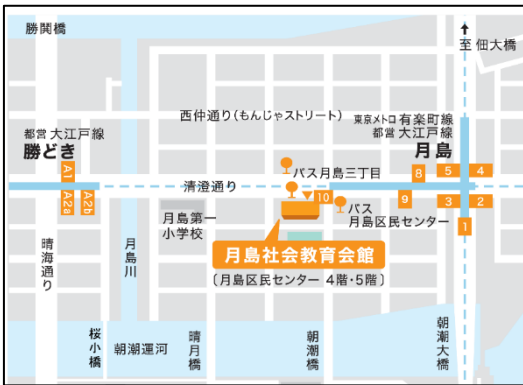 勝鬨橋
至 佃大橋
西仲通り(もんじゃストリート)
東京メトロ 有楽町線
都営 大江戸線
月島
都営 大江戸線
勝どき
A1
A2a
A2b
清澄通り
バス月島三丁目
8
5
4
10
9
3
2
1
バス
月島区民センター
月島第一
小学校
月島社会教育会館
〔月島区民センター 4階・5階〕
晴海通り
月島川
桜小橋
朝潮運河
晴月橋
朝潮橋
朝潮大橋